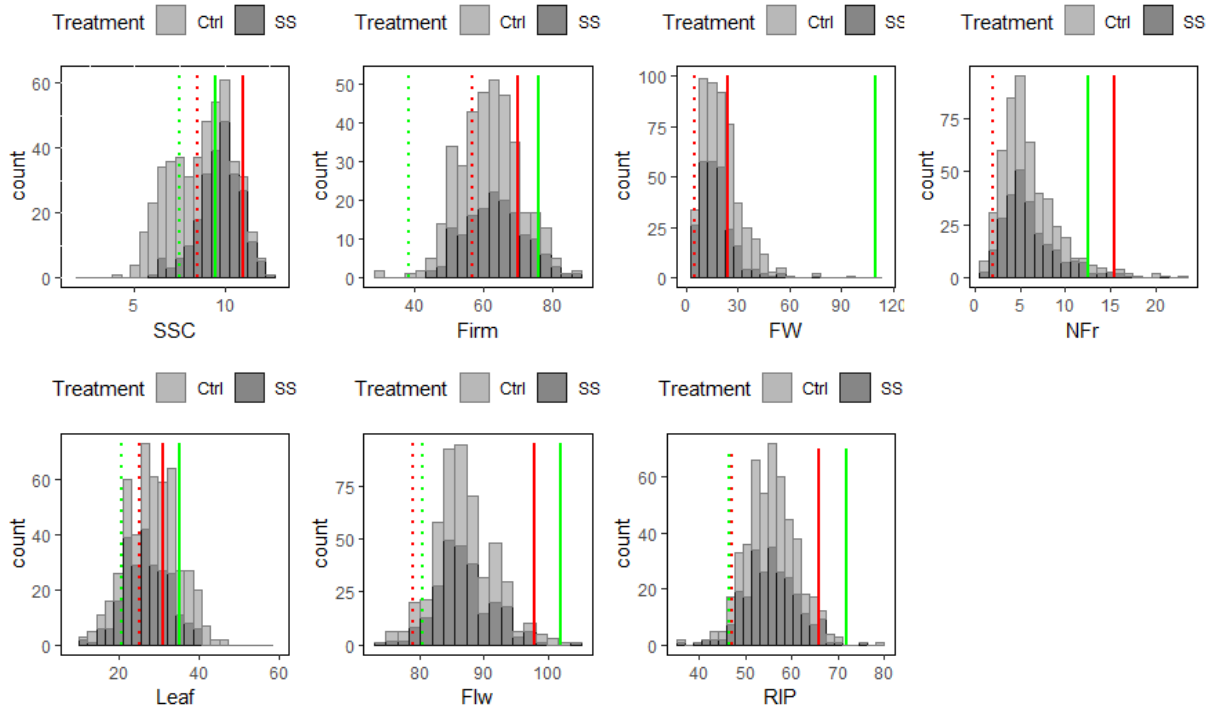 Treatment Ctrl SS
60
40
20
0
count
5 10
SSC
Treatment Ctrl SS
50
40
30
20
10
0
count
40 60 80
Firm
Treatment Ctrl SS
100
75
50
25
0
count
0 30 60 90 120
FW
Treatment Ctrl SS
75
50
25
0
count
5 10 15 20
NFr
Treatment Ctrl SS
60
40
20
0
count
20 40 60
Leaf
Treatment Ctrl SS
75
50
25
0
count
80 90 100
Flw
Treatment Ctrl SS
60
40
20
0
count
40 50 60 70 80
RIP